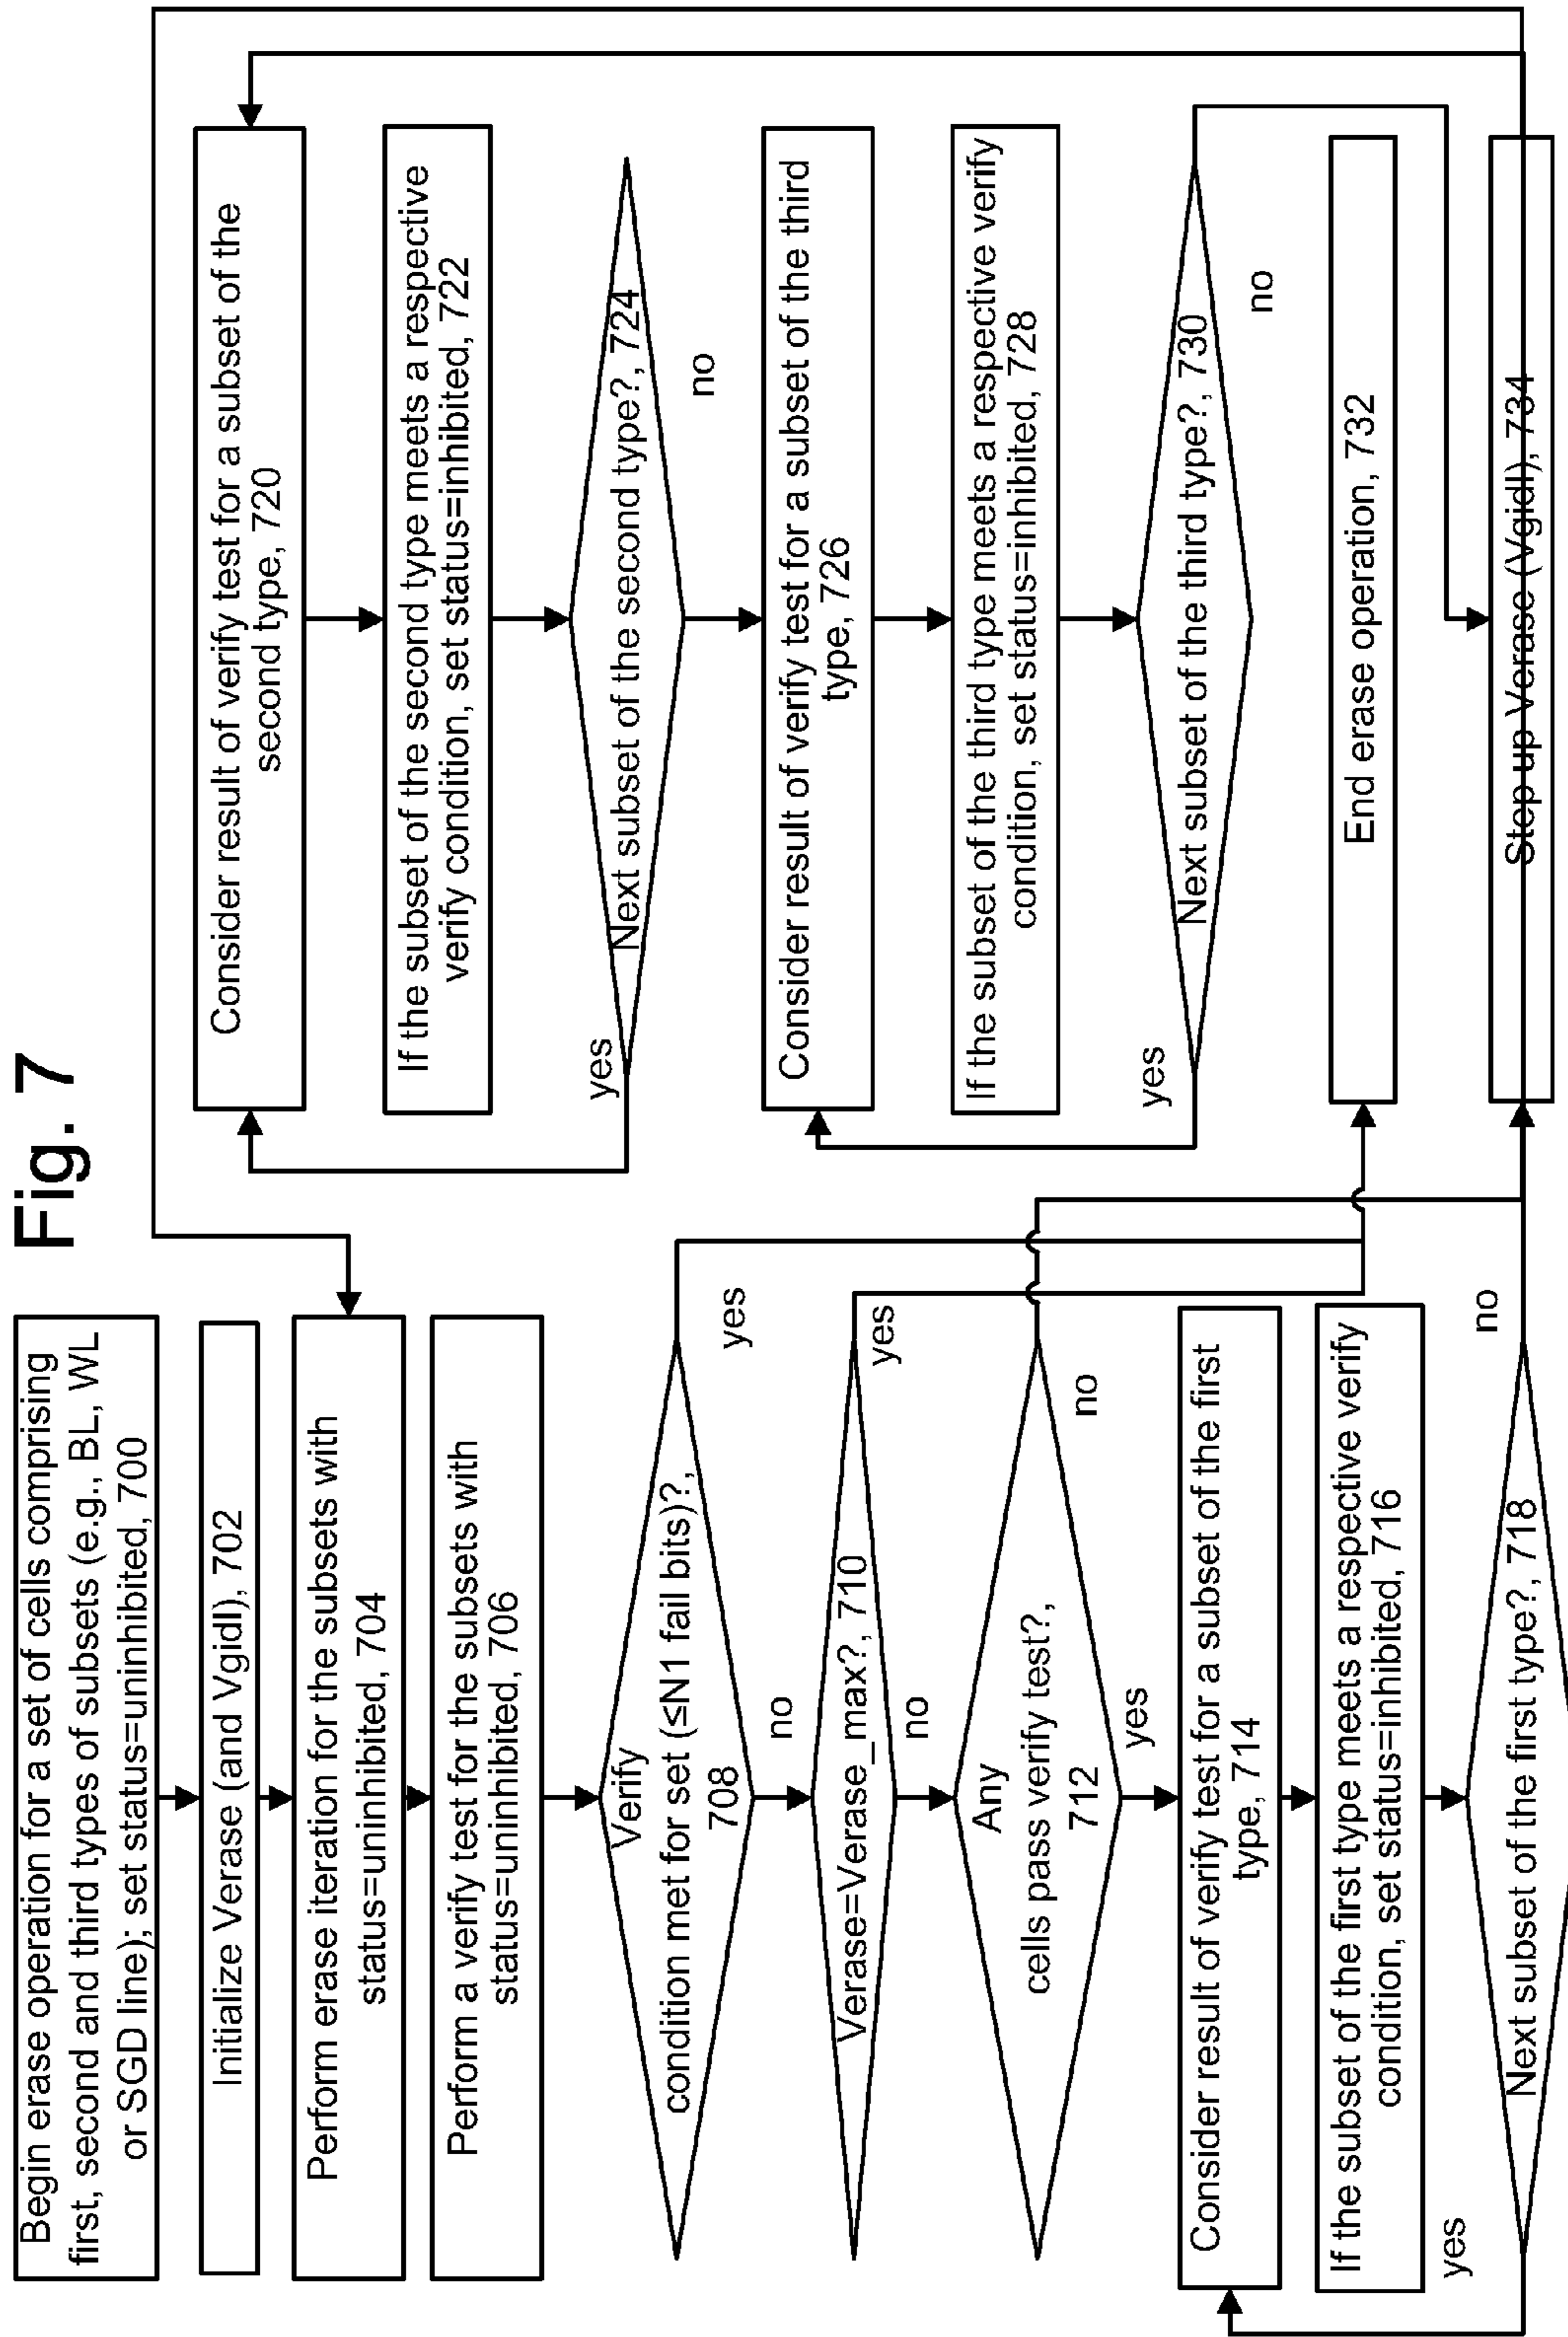 Fig. 7
Begin erase operation for a set of cells comprising
first, second and third types of subsets (e.g., BL, WL
or SGD line); set status=uninhibited, 700
Initialize Verase (and Vgidl), 702
Perform erase iteration for the subsets with
status=uninhibited, 704
Perform a verify test for the subsets with
status=uninhibited, 706
Verify
condition met for set (≤N1 fail bits)?,
708
yes
no
Verase=Verase_max?, 710
yes
no
Any
cells pass verify test?,
712
no
yes
Consider result of verify test for a subset of the first
type, 714
If the subset of the first type meets a respective verify
condition, set status=inhibited, 716
yes
Next subset of the first type?, 718
no
Consider result of verify test for a subset of the
second type, 720
If the subset of the second type meets a respective
verify condition, set status=inhibited, 722
yes
Next subset of the second type?, 724
no
Consider result of verify test for a subset of the third
type, 726
If the subset of the third type meets a respective verify
condition, set status=inhibited, 728
yes
Next subset of the third type?, 730
no
End erase operation, 732
Step up Verase (Vgidl), 734